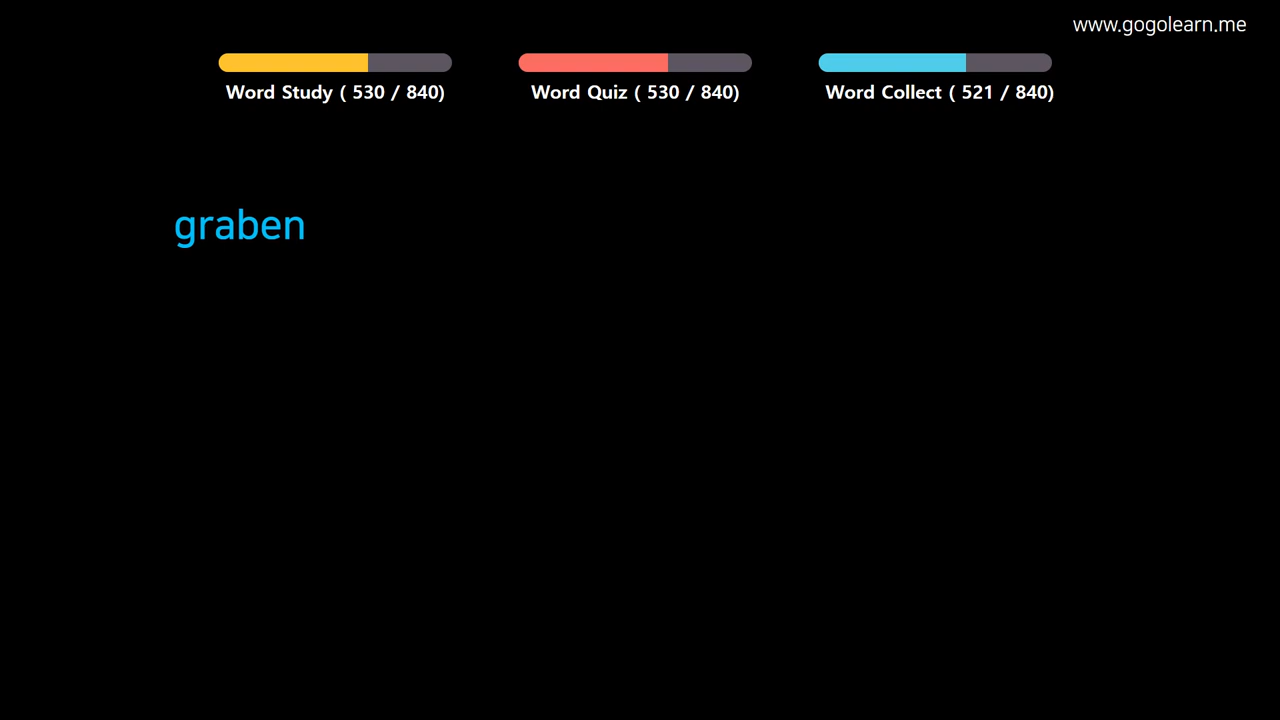 www.gogolearn.me
Word Study ( 530 / 840)
Word Quiz ( 530 / 840)
Word Collect ( 521 / 840)
graben